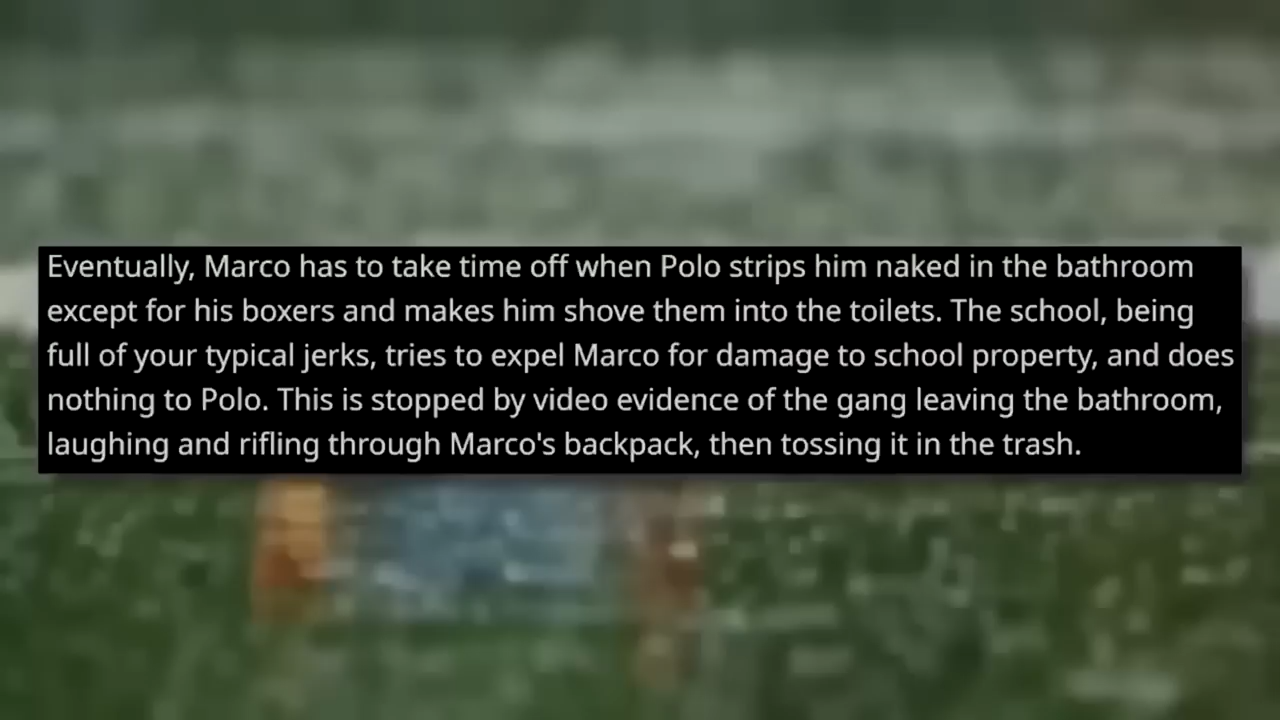 Eventually, Marco has to take time off when Polo strips him naked in the bathroom
except for his boxers and makes him shove them into the toilets. The school, being
full of your typical jerks, tries to expel Marco for damage to school property, and does
nothing to Polo. This is stopped by video evidence of the gang leaving the bathroom,
laughing and rifling through Marco's backpack, then tossing it in the trash.